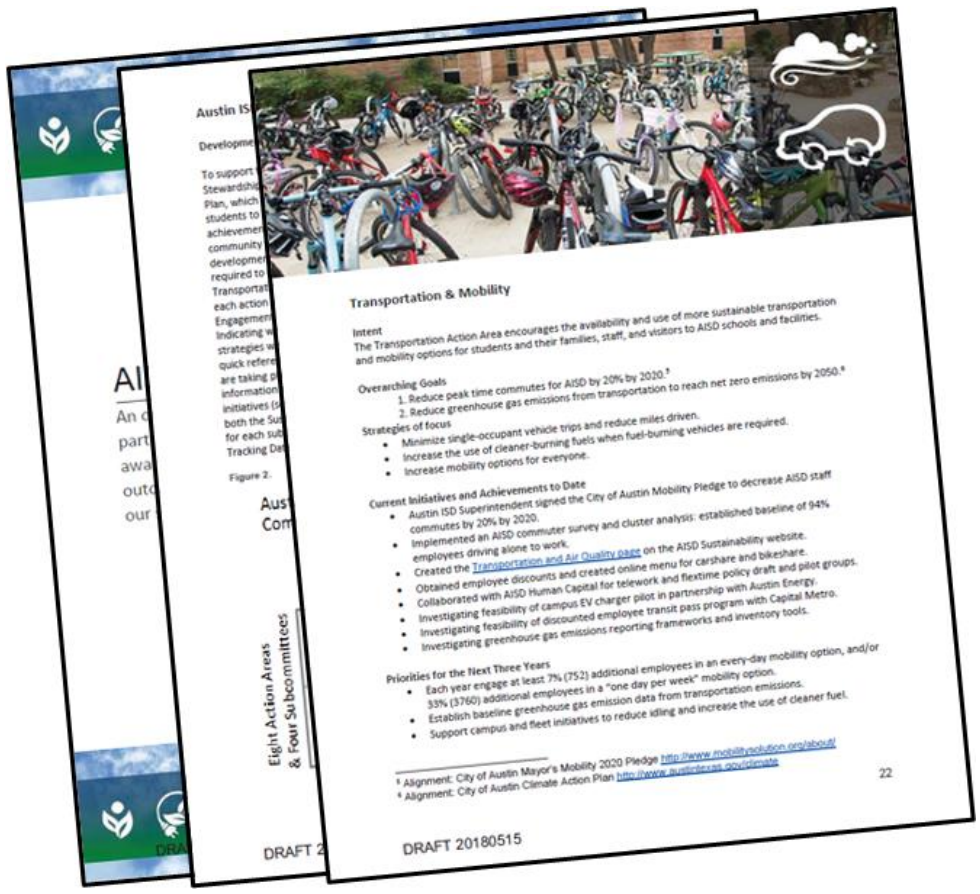 AI
An
part
awa
outc
our
DRA
Austin IS
Developme
To support
Stewardship
Plan, which
students to
achievemen
community
developmen
required to
Transportat
each action
Engagemen
Indicating w
strategies w
quick refere
are taking p
information
initiatives (s
both the Sus
for each sub
Tracking Dat
Figure 2.
Aust
Com
Eight Action Areas
& Four Subcommittees
DRAFT 2
Transportation & Mobility
Intent
The Transportation Action Area encourages the availability and use of more sustainable transportation
and mobility options for students and their families, staff, and visitors to AISD schools and facilities.
Overarching Goals
1. Reduce peak time commutes for AISD by 20% by 2020.⁵
2. Reduce greenhouse gas emissions from transportation to reach net zero emissions by 2050.⁶
Strategies of focus
• Minimize single-occupant vehicle trips and reduce miles driven.
• Increase the use of cleaner-burning fuels when fuel-burning vehicles are required.
• Increase mobility options for everyone.
Current Initiatives and Achievements to Date
• Austin ISD Superintendent signed the City of Austin Mobility Pledge to decrease AISD staff
commutes by 20% by 2020.
• Implemented an AISD commuter survey and cluster analysis: established baseline of 94%
employees driving alone to work.
• Created the Transportation and Air Quality page on the AISD Sustainability website.
• Obtained employee discounts and created online menu for carshare and bikeshare.
• Collaborated with AISD Human Capital for telework and flextime policy draft and pilot groups.
• Investigating feasibility of campus EV charger pilot in partnership with Austin Energy.
• Investigating feasibility of discounted employee transit pass program with Capital Metro.
• Investigating greenhouse gas emissions reporting frameworks and inventory tools.
Priorities for the Next Three Years
• Each year engage at least 7% (752) additional employees in an every-day mobility option, and/or
33% (3760) additional employees in a "one day per week" mobility option.
• Establish baseline greenhouse gas emission data from transportation emissions.
• Support campus and fleet initiatives to reduce idling and increase the use of cleaner fuel.
⁵ Alignment: City of Austin Mayor's Mobility 2020 Pledge http://www.mobilitysolution.org/about/
⁶ Alignment: City of Austin Climate Action Plan http://www.austintexas.gov/climate
22
DRAFT 20180515